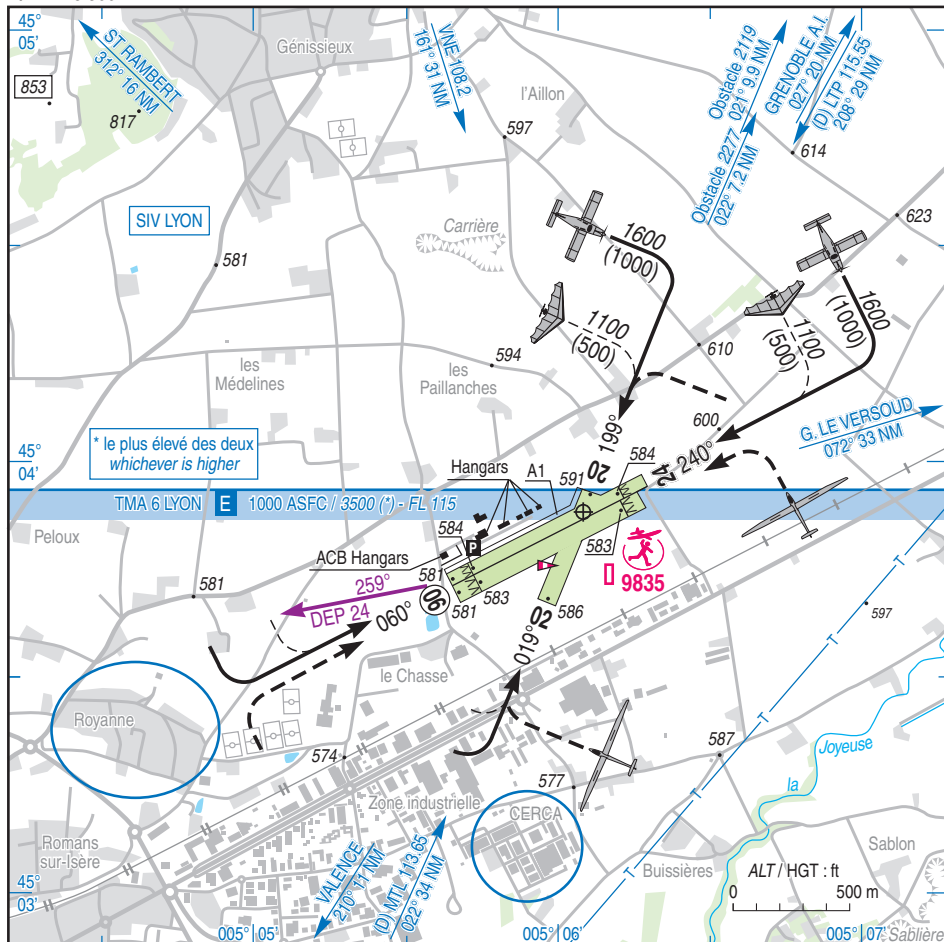 45°
05'
ST RAMBERT
312° 16 NM
853
817
Génissieux
VNE 108.2
161° 31 NM
l'Aillon
597
Obstacle 2119
021° 9.9 NM
GRENOBLE A.I.
027° 20 NM
(D) LTP 115.55
208° 29 NM
Obstacle 2277
022° 7.2 NM
614
623
SIV LYON
581
Carrière
1600
(1000)
1100
(500)
1600
(1000)
1100
(500)
594
610
les
Médelines
les
Paillanches
600
G. LE VERSOUD
072° 33 NM
* le plus élevé des deux
whichever is higher
45°
04'
199°
20
24
240°
Hangars
A1
591
584
TMA 6 LYON E 1000 ASFC / 3500 (*) - FL 115
Peloux
584
P
ACB Hangars
583
9835
581
581
259°
DEP 24
060°
06
581
583
586
02
019°
597
le Chasse
Royanne
574
577
587
la
Joyeuse
Zone industrielle
CERCA
Romans
sur-Isère
VALENCE
210° 11 NM
(D) MTL 113.65
022° 34 NM
Buissières
Sablon
ALT / HGT : ft
0
500 m
45°
03'
005° 05'
005° 06'
005° 07'
Sablière
T
T
T